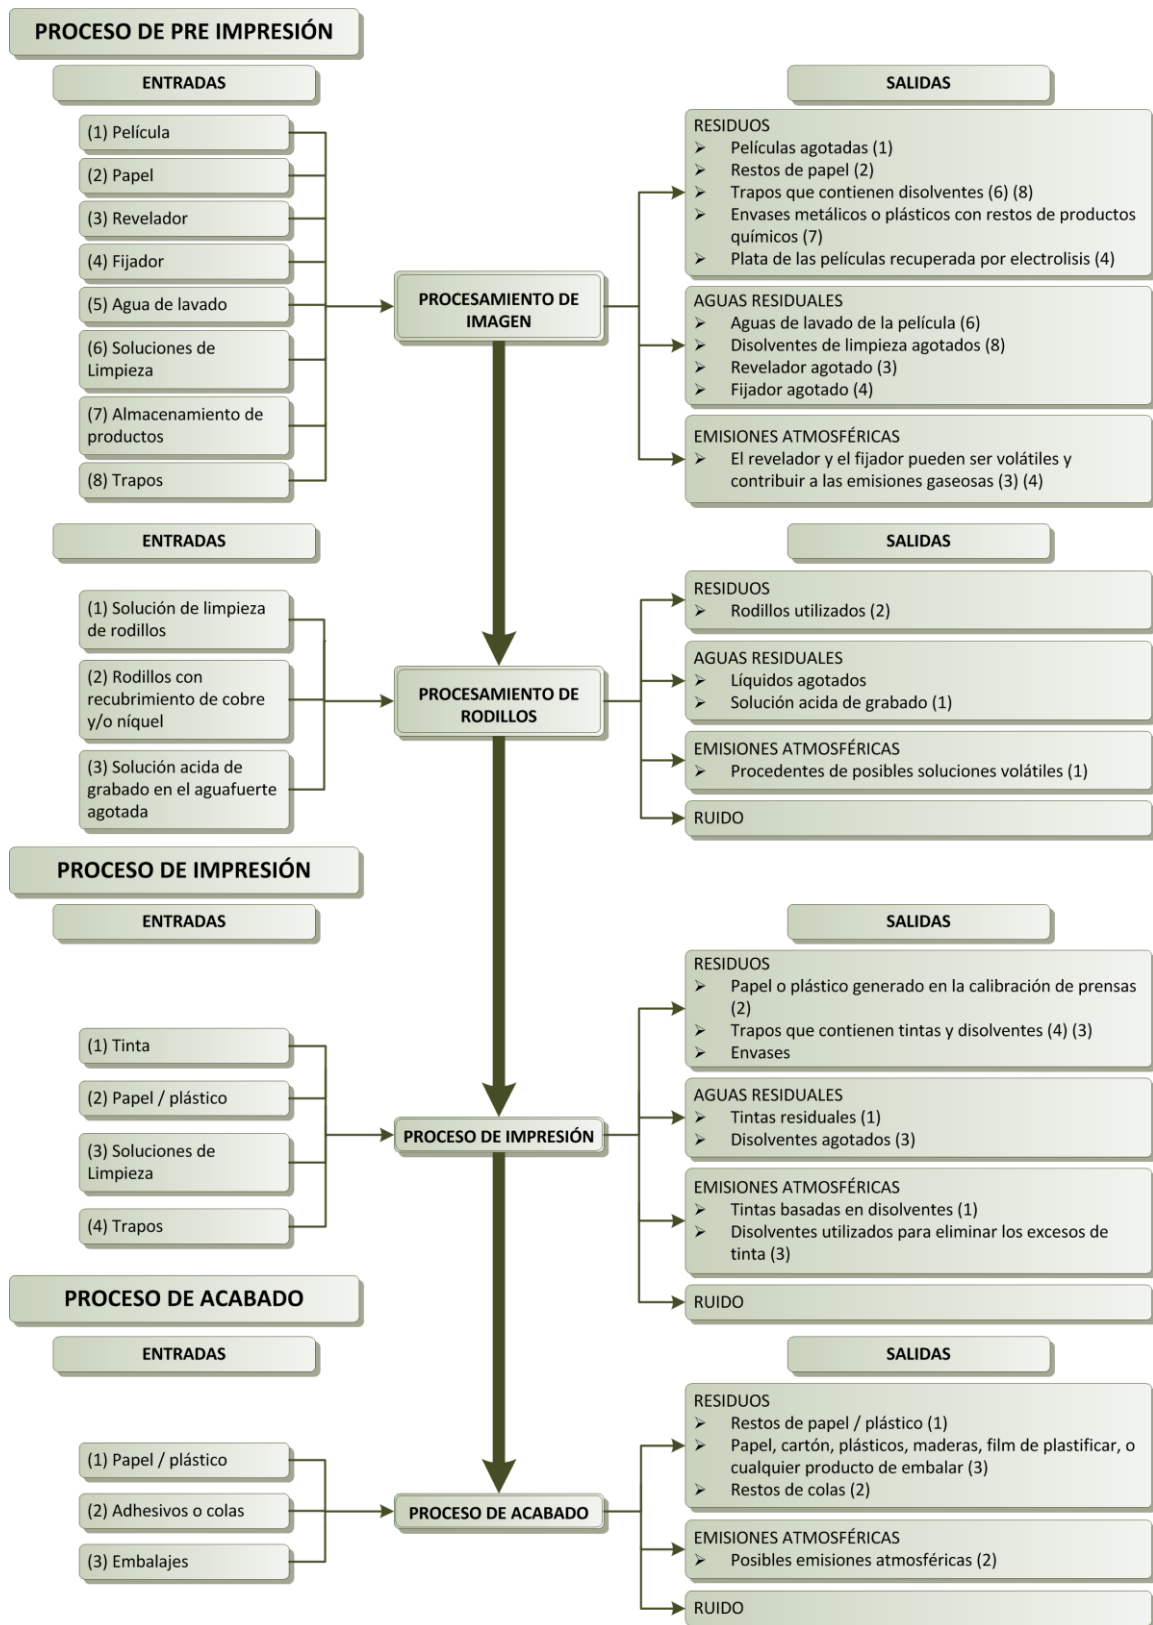 PROCESO DE PRE IMPRESIÓN
ENTRADAS
(1) Película
(2) Papel
(3) Revelador
(4) Fijador
(5) Agua de lavado
(6) Soluciones de
Limpieza
(7) Almacenamiento de
productos
(8) Trapos
PROCESAMIENTO DE
IMAGEN
SALIDAS
RESIDUOS
➢ Películas agotadas (1)
➢ Restos de papel (2)
➢ Trapos que contienen disolventes (6) (8)
➢ Envases metálicos o plásticos con restos de productos
químicos (7)
➢ Plata de las películas recuperada por electrolisis (4)
AGUAS RESIDUALES
➢ Aguas de lavado de la película (6)
➢ Disolventes de limpieza agotados (8)
➢ Revelador agotado (3)
➢ Fijador agotado (4)
EMISIONES ATMOSFÉRICAS
➢ El revelador y el fijador pueden ser volátiles y
contribuir a las emisiones gaseosas (3) (4)
ENTRADAS
(1) Solución de limpieza
de rodillos
(2) Rodillos con
recubrimiento de cobre
y/o níquel
(3) Solución acida de
grabado en el aguafuerte
agotada
PROCESAMIENTO DE
RODILLOS
SALIDAS
RESIDUOS
➢ Rodillos utilizados (2)
AGUAS RESIDUALES
➢ Líquidos agotados
➢ Solución acida de grabado (1)
EMISIONES ATMOSFÉRICAS
➢ Procedentes de posibles soluciones volátiles (1)
RUIDO
PROCESO DE IMPRESIÓN
ENTRADAS
(1) Tinta
(2) Papel / plástico
(3) Soluciones de
Limpieza
(4) Trapos
PROCESO DE IMPRESIÓN
SALIDAS
RESIDUOS
➢ Papel o plástico generado en la calibración de prensas
(2)
➢ Trapos que contienen tintas y disolventes (4) (3)
➢ Envases
AGUAS RESIDUALES
➢ Tintas residuales (1)
➢ Disolventes agotados (3)
EMISIONES ATMOSFÉRICAS
➢ Tintas basadas en disolventes (1)
➢ Disolventes utilizados para eliminar los excesos de
tinta (3)
RUIDO
PROCESO DE ACABADO
ENTRADAS
(1) Papel / plástico
(2) Adhesivos o colas
(3) Embalajes
PROCESO DE ACABADO
SALIDAS
RESIDUOS
➢ Restos de papel / plástico (1)
➢ Papel, cartón, plásticos, maderas, film de plastificar, o
cualquier producto de embalar (3)
➢ Restos de colas (2)
EMISIONES ATMOSFÉRICAS
➢ Posibles emisiones atmosféricas (2)
RUIDO